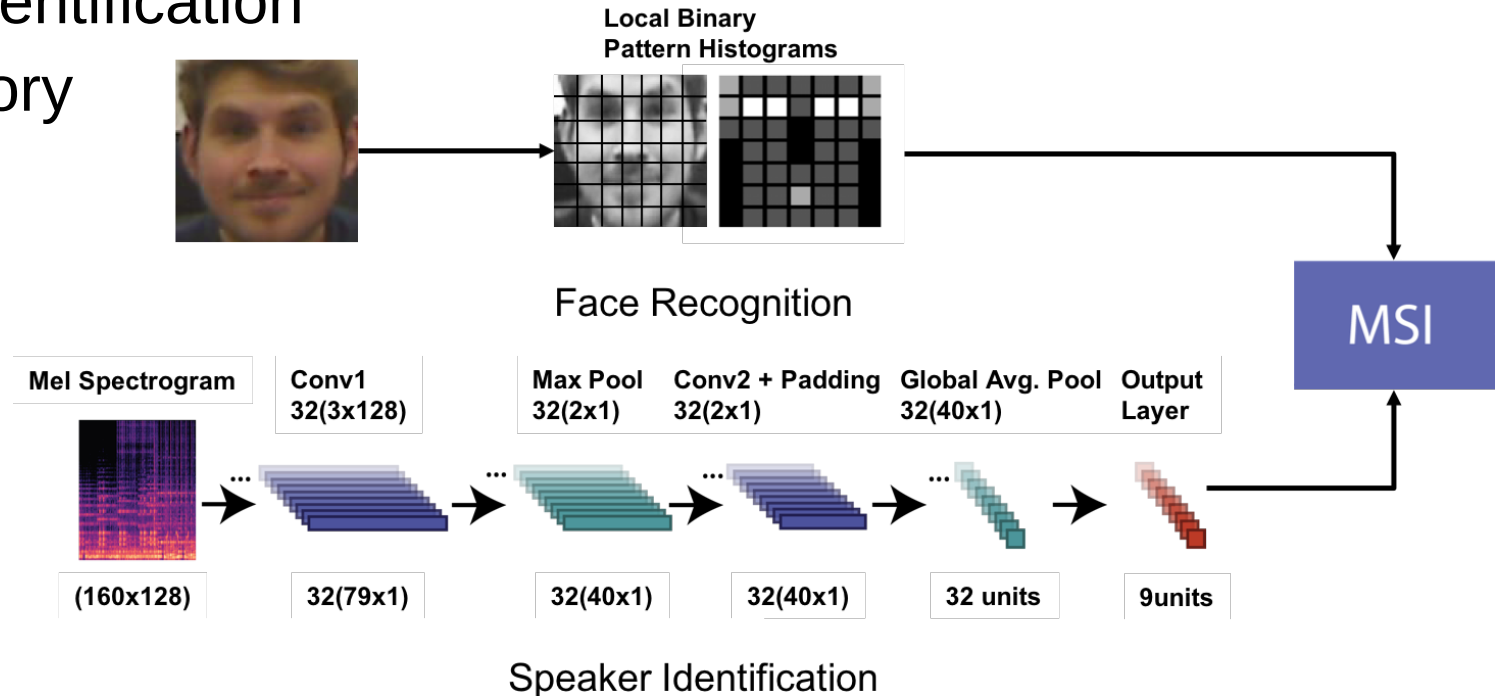 entification
ory
Local Binary
Pattern Histograms
Face Recognition
MSI
Mel Spectrogram
Conv1
32(3x128)
Max Pool
32(2x1)
Conv2 + Padding
32(2x1)
Global Avg. Pool
32(40x1)
Output
Layer
...
...
...
...
(160x128)
32(79x1)
32(40x1)
32(40x1)
32 units
9units
Speaker Identification